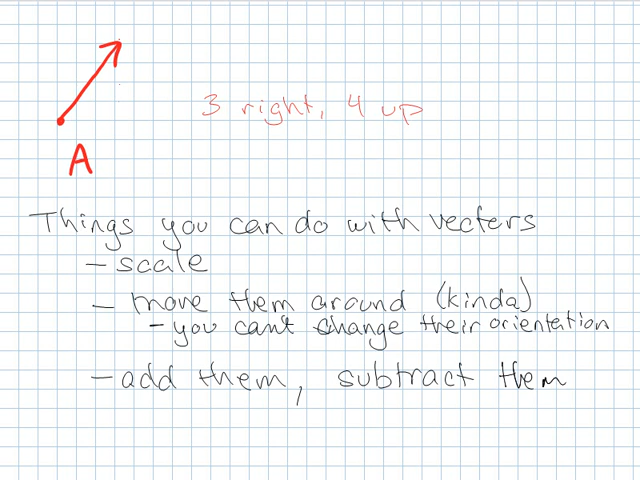 3 right, 4 up
A
Things you can do with vecters
- scale
- move them around (kinda)
- you can't change their orientation
- add them, subtract them